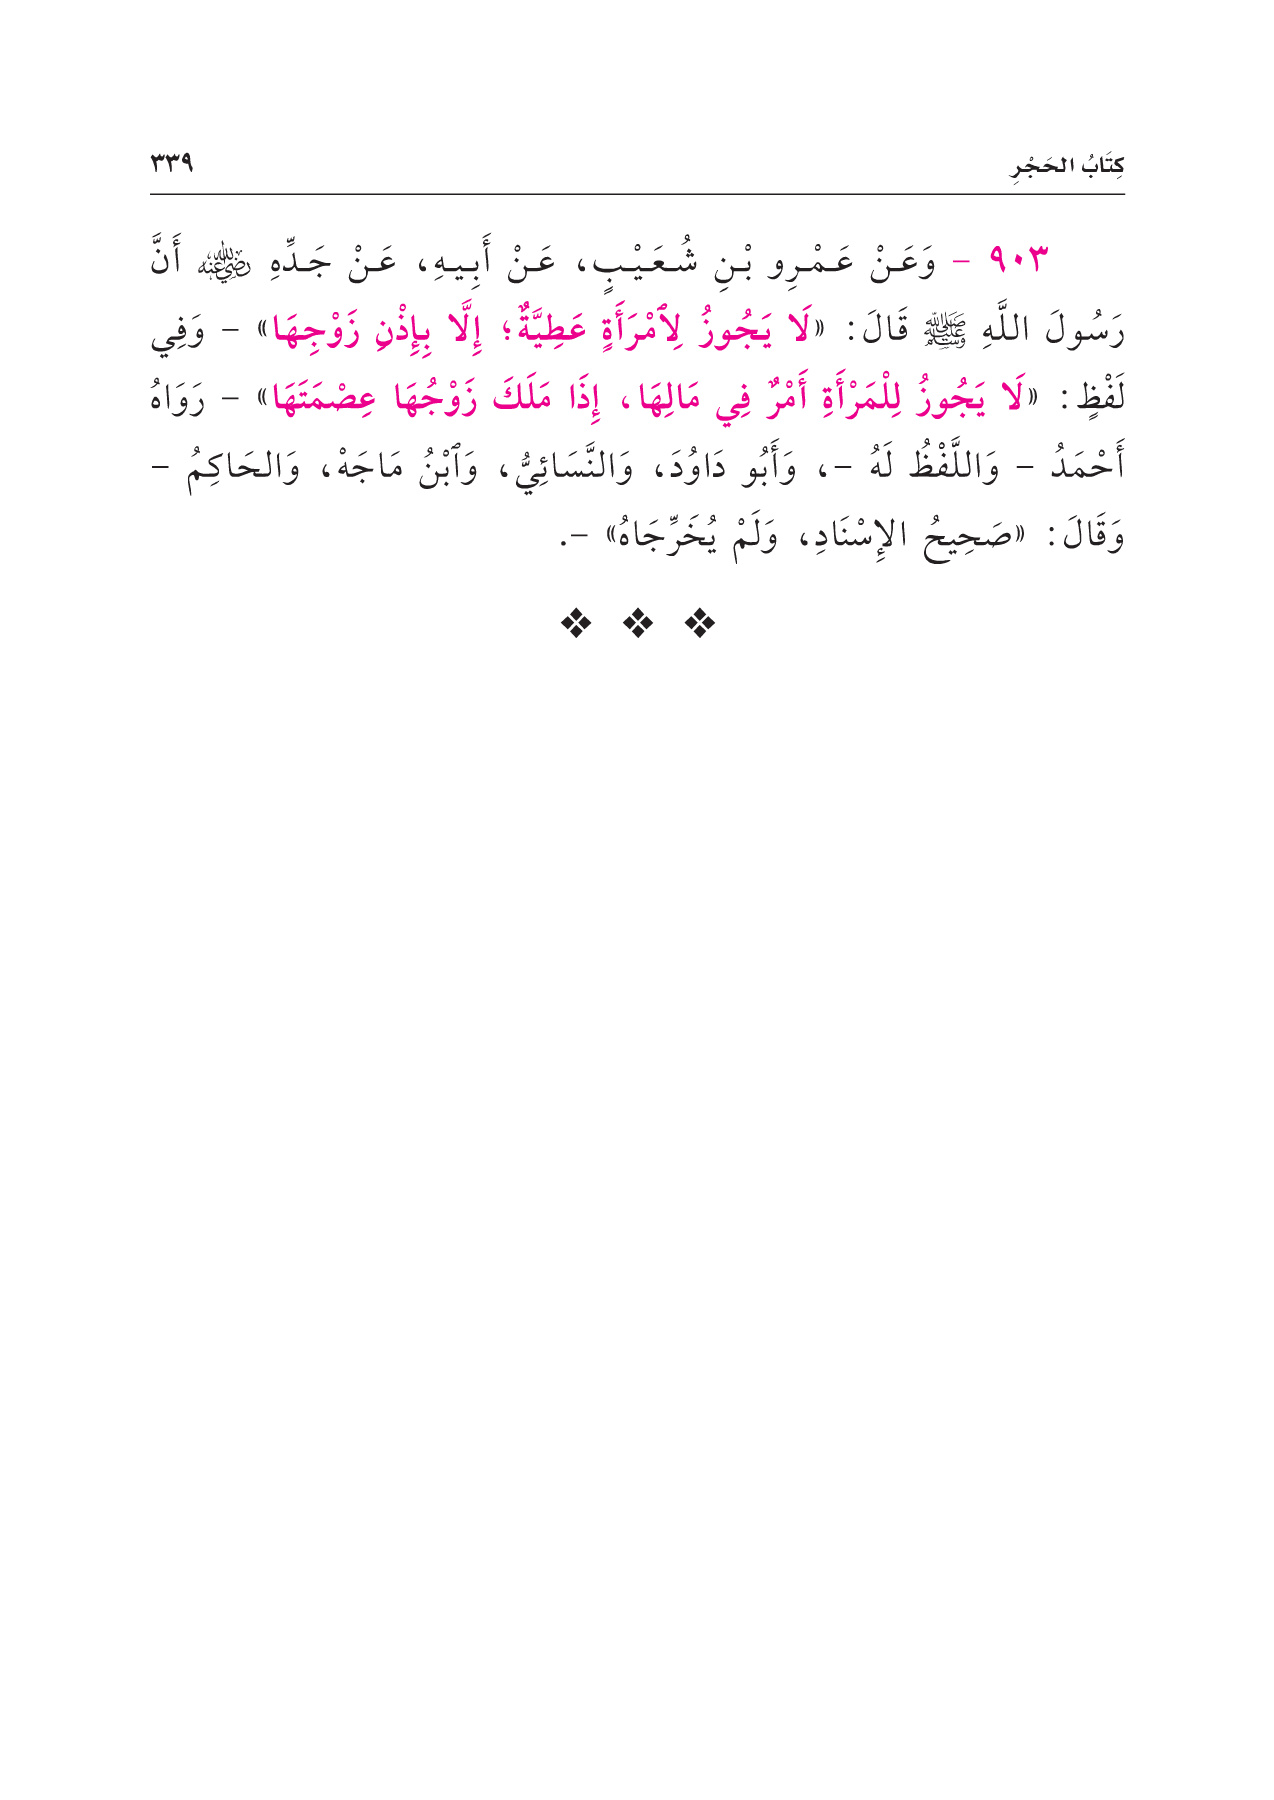 كِتَابُ الحَجْرِ ٣٣٩
٩٠٣ - وَعَنْ عَمْرِو بْنِ شُعَيْبٍ، عَنْ أَبِيهِ، عَنْ جَدِّهِ رضي الله عنه أَنَّ
رَسُولَ اللَّهِ ﷺ قَالَ: «لَا يَجُوزُ لِٱمْرَأَةٍ عَطِيَّةٌ؛ إِلَّا بِإِذْنِ زَوْجِهَا» - وَفِي
لَفْظٍ: «لَا يَجُوزُ لِلْمَرْأَةِ أَمْرٌ فِي مَالِهَا، إِذَا مَلَكَ زَوْجُهَا عِصْمَتَهَا» - رَوَاهُ
أَحْمَدُ - وَاللَّفْظُ لَهُ -، وَأَبُو دَاوُدَ، وَالنَّسَائِيُّ، وَٱبْنُ مَاجَهْ، وَالحَاكِمُ -
وَقَالَ: «صَحِيحُ الإِسْنَادِ، وَلَمْ يُخَرِّجَاهُ» -.